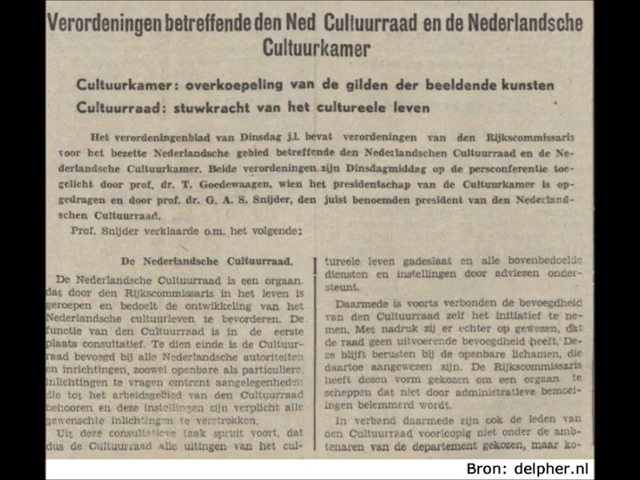 Verordeningen betreffende den Ned Cultuurraad en de Nederlandsche
Cultuurkamer
Cultuurkamer: overkoepeling van de gilden der beeldende kunsten
Cultuurraad: stuwkracht van het cultureele leven
Het verordeningenblad van Dinsdag j.l. bevat verordeningen van den Rijkscommissaris
voor het bezette Nederlandsche gebied betreffende den Nederlandschen Cultuurraad en de Ne-
derlandsche Cultuurkamer. Beide verordeningen zijn Dinsdagmiddag op de persconferentie toe-
gelicht door prof. dr. T. Goedewaagen, wien het presidentschap van de Cultuurkamer is op-
gedragen en door prof. dr. G. A. S. Snijder, den juist benoemden president van den Nederland-
schen Cultuurraad.
Prof. Snijder verklaarde o.m. het volgende:
De Nederlandsche Cultuurraad.
De Nederlandsche Cultuurraad is een orgaan,
dat door den Rijkscommissaris in het leven is
geroepen en bedoelt de ontwikkeling van het
Nederlandsche cultuurleven te bevorderen. De
functie van den Cultuurraad is in de eerste
plaats consultatief. Te dien einde is de Cultuur-
raad bevoegd bij alle Nederlandsche autoriteiten
en inrichtingen, zoowel openbare als particuliere,
inlichtingen te vragen omtrent aangelegenheden
die tot het arbeidsgebied van den Cultuurraad
behooren en deze instellingen zijn verplicht alle
gewenschte inlichtingen te verstrekken.
Uit deze consultatieve taak spruit voort, dat
dus de Cultuurraad alle uitingen van het cul-
tureele leven gadeslaat en alle bovenbedoelde
diensten en instellingen door adviezen onder-
steunt.
Daarmede is voorts verbonden de bevoegdheid
van den Cultuurraad zelf het initiatief te ne-
men. Met nadruk zij er echter op gewezen, dat
de raad geen uitvoerende bevoegdheid heeft. De-
ze blijft berusten bij de openbare lichamen, die
daartoe aangewezen zijn. De Rijkscommissaris
heeft dezen vorm gekozen om een orgaan te
scheppen dat niet door administratieve bemoei-
ingen belemmerd wordt.
In verband daarmede zijn ook de leden van
den Cultuurraad voorloopig niet onder de amb-
tenaren van de departement gekozen, maar ko-
Bron: delpher.nl